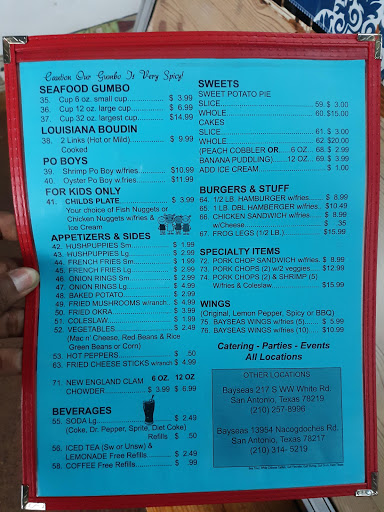 Caution Our Gumbo Is Very Spicy!
SEAFOOD GUMBO
35. Cup 6 oz. small cup............ $ 3.99
36. Cup 12 oz. large cup............ $ 6.99
37. Cup 32 oz. largest cup............ $14.99
LOUISIANA BOUDIN
38. 2 Links (Hot or Mild)............ $ 9.99
Cooked
PO BOYS
39. Shrimp Po Boy w/fries............ $10.99
40. Oyster Po Boy w/fries............ $11.99
FOR KIDS ONLY
41. CHILDS PLATE............ $ 3.99
Your choice of Fish Nuggets or
Chicken Nuggets w/fries &
Ice Cream
APPETIZERS & SIDES
42. HUSHPUPPIES Sm............ $ 1.99
43. HUSHPUPPIES Lg............ $ 2.99
44. FRENCH FRIES Sm............ $ 1.99
45. FRENCH FRIES Lg............ $ 2.99
46. ONION RINGS Sm............ $ 2.99
47. ONION RINGS Lg............ $ 4.99
48. BAKED POTATO............ $ 2.99
49. FRIED MUSHROOMS w/ranch. $ 4.99
50. FRIED OKRA............ $ 3.99
51. COLESLAW............ $ 1.99
52. VEGETABLES............ $ 2.49
(Mac n' Cheese, Red Beans & Rice
Green Beans or Corn)
53. HOT PEPPERS............ $ .50
63. FRIED CHEESE STICKS w/ranch $ 4.99
6 OZ. 12 OZ
71. NEW ENGLAND CLAM
CHOWDER............ $ 3.99 $ 6.99
BEVERAGES
55. SODA Lg............ $ 2.49
(Coke, Dr. Pepper, Sprite, Diet Coke)
Refills $ .50
56. ICED TEA (Sw or Unsw) &
LEMONADE Free Refills............ $ 2.49
58. COFFEE Free Refills............ $ .99
SWEETS
SWEET POTATO PIE
SLICE............ 59. $ 3.00
WHOLE............ 60. $15.00
CAKES
SLICE............ 61. $ 3.00
WHOLE............ 62. $20.00
(PEACH COBBLER OR...... 6 OZ.. 68. $ 2.99
BANANA PUDDLING)............ 12 OZ.. 69. $ 3.99
ADD ICE CREAM............ $ 1.00
BURGERS & STUFF
64. 1/2 LB. HAMBURGER w/fries............ $ 8.99
65. 1 LB. DBL HAMBURGER w/fries.. $10.49
66. CHICKEN SANDWICH w/fries............ $ 8.99
w/Cheese............ $ .35
67. FROG LEGS (1/2 LB.)............ $15.99
SPECIALTY ITEMS
72. PORK CHOP SANDWICH w/fries. $ 8.99
73. PORK CHOPS (2) w/2 veggies............ $12.99
74. PORK CHOPS (2) & SHRIMP (5)
W/fries & Coleslaw............ $15.99
WINGS
(Original, Lemon Pepper, Spicy or BBQ)
75. BAYSEAS WINGS w/fries (5)............ $ 5.99
76. BAYSEAS WINGS w/fries (10)............ $10.99
Catering - Parties - Events
All Locations
OTHER LOCATIONS
Bayseas 217 S WW White Rd.
San Antonio, Texas 78219
(210) 257-8996
Bayseas 13954 Nacogdoches Rd.
San Antonio, Texas 78217
(210) 314- 5219